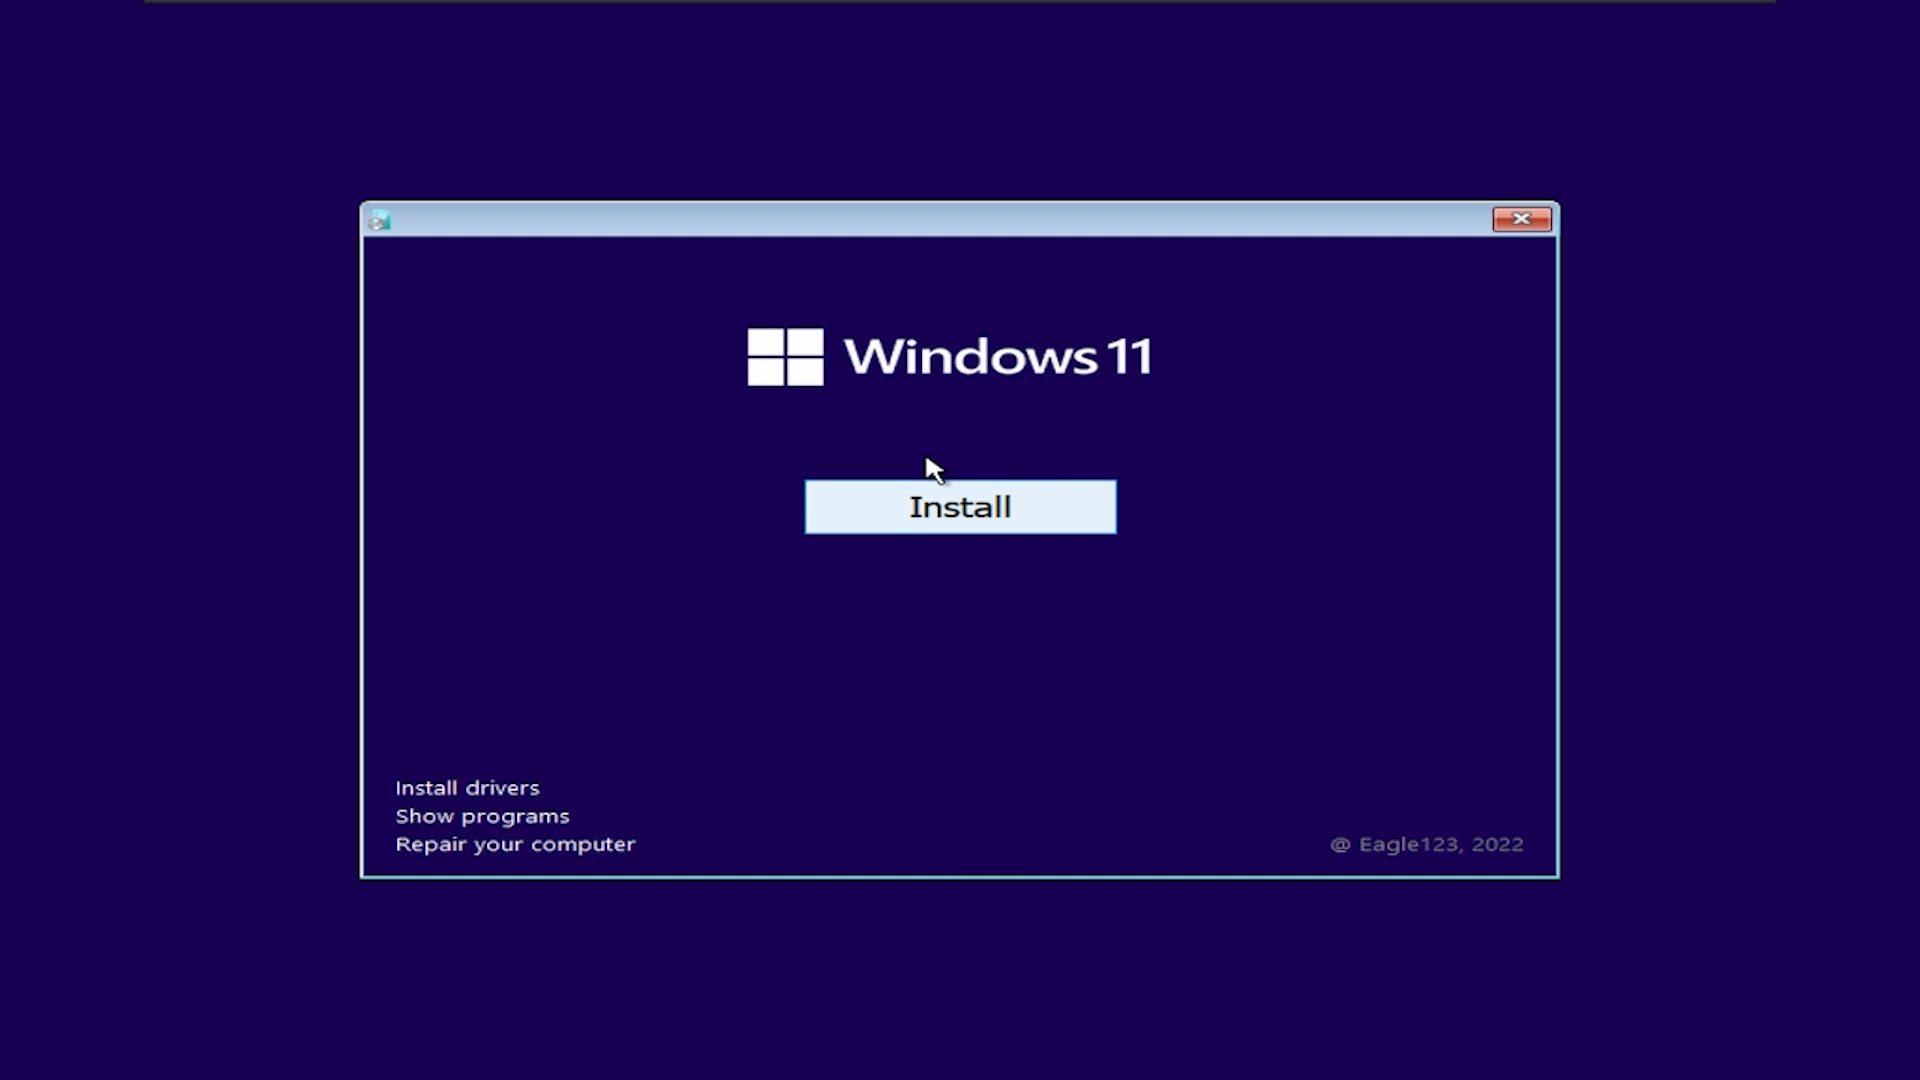 Windows 11
Install
Install drivers
Show programs
Repair your computer
@ Eagle123, 2022